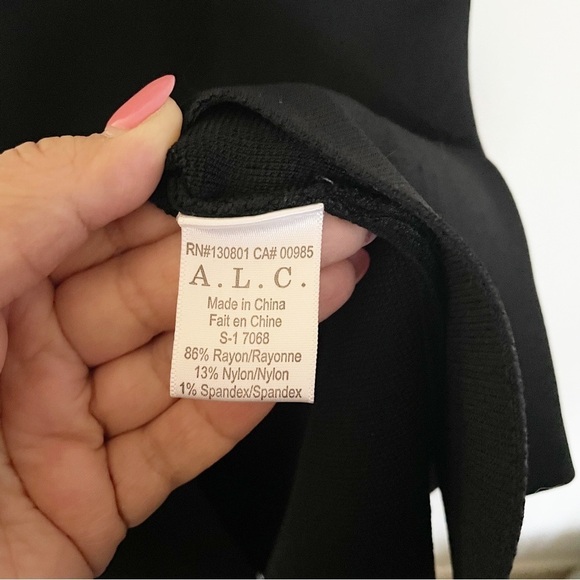 RN#130801 CA# 00985
A.L.C.
Made in China
Fait en Chine
S-1 7068
86% Rayon/Rayonne
13% Nylon/Nylon
1% Spandex/Spandex